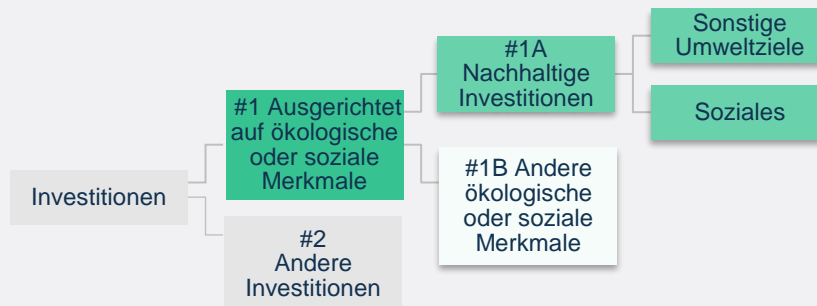 Investitionen
#1 Ausgerichtet
auf ökologische
oder soziale
Merkmale
#2
Andere
Investitionen
#1A
Nachhaltige
Investitionen
#1B Andere
ökologische
oder soziale
Merkmale
Sonstige
Umweltziele
Soziales